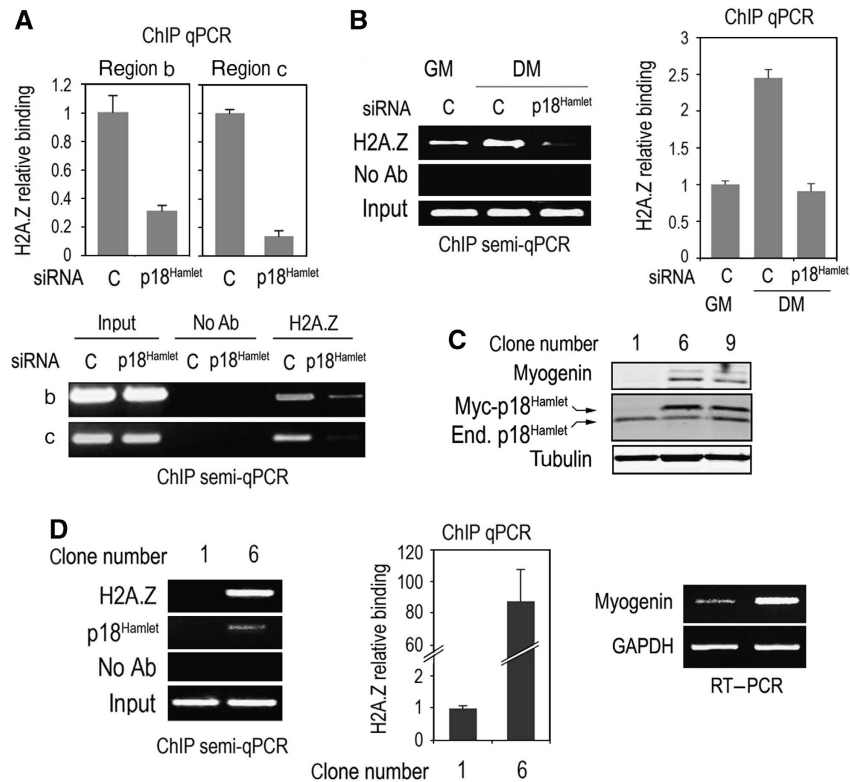 A
ChIP qPCR
Region b
Region c
H2A.Z relative binding
1.2
1
0.8
0.6
0.4
0.2
0
siRNA C p18Hamlet C p18Hamlet
Input No Ab H2A.Z
siRNA C p18Hamlet C p18Hamlet C p18Hamlet
b
c
ChIP semi-qPCR
B
GM DM
siRNA C C p18Hamlet
H2A.Z
No Ab
Input
ChIP semi-qPCR
ChIP qPCR
H2A.Z relative binding
3
2.5
2
1.5
1
0.5
0
siRNA C C p18Hamlet
GM DM
C
Clone number 1 6 9
Myogenin
Myc-p18Hamlet
End. p18Hamlet
Tubulin
D
Clone number 1 6
H2A.Z
p18Hamlet
No Ab
Input
ChIP semi-qPCR
ChIP qPCR
H2A.Z relative binding
120
100
80
60
2
1
0
Clone number 1 6
Myogenin
GAPDH
RT–PCR